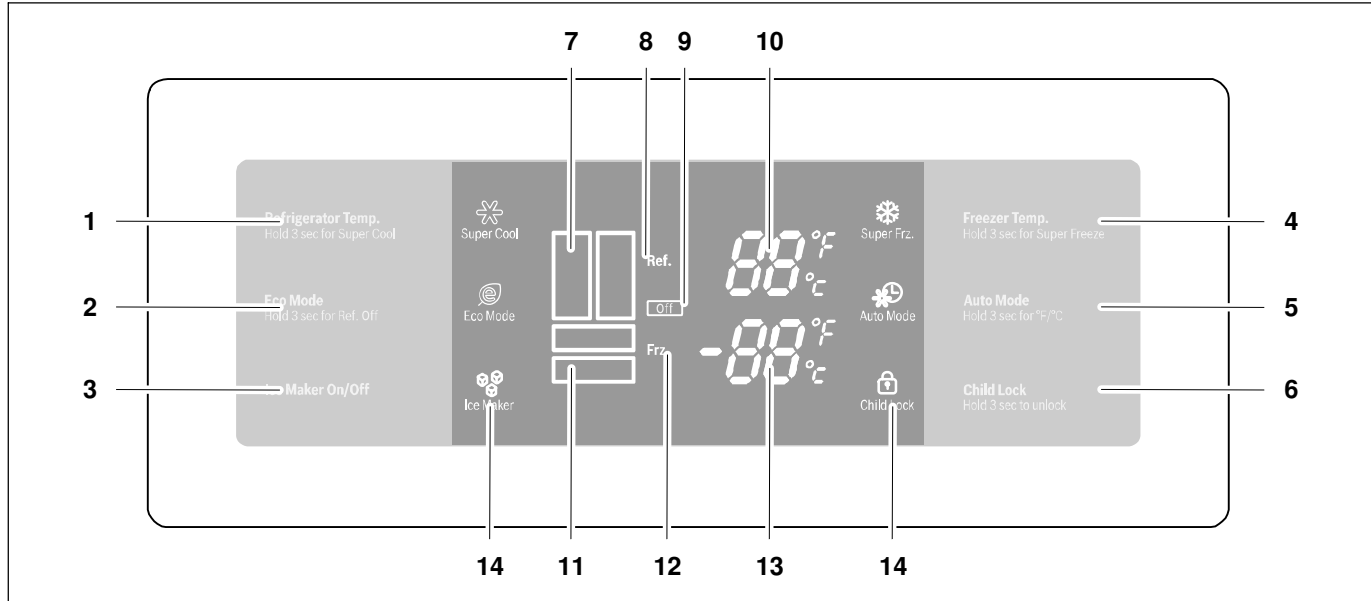 7 8 9 10
1
Refrigerator Temp.
Hold 3 sec for Super Cool
Super Cool
Ref.
88 °F
°C
Super Frz.
Freezer Temp.
Hold 3 sec for Super Freeze
4
2
Eco Mode
Hold 3 sec for Ref. Off
Eco Mode
Off
Auto Mode
Auto Mode
Hold 3 sec for °F/°C
5
3
Ice Maker On/Off
Ice Maker
Frz.
-88 °F
°C
Child Lock
Child Lock
Hold 3 sec to unlock
6
14 11 12 13 14